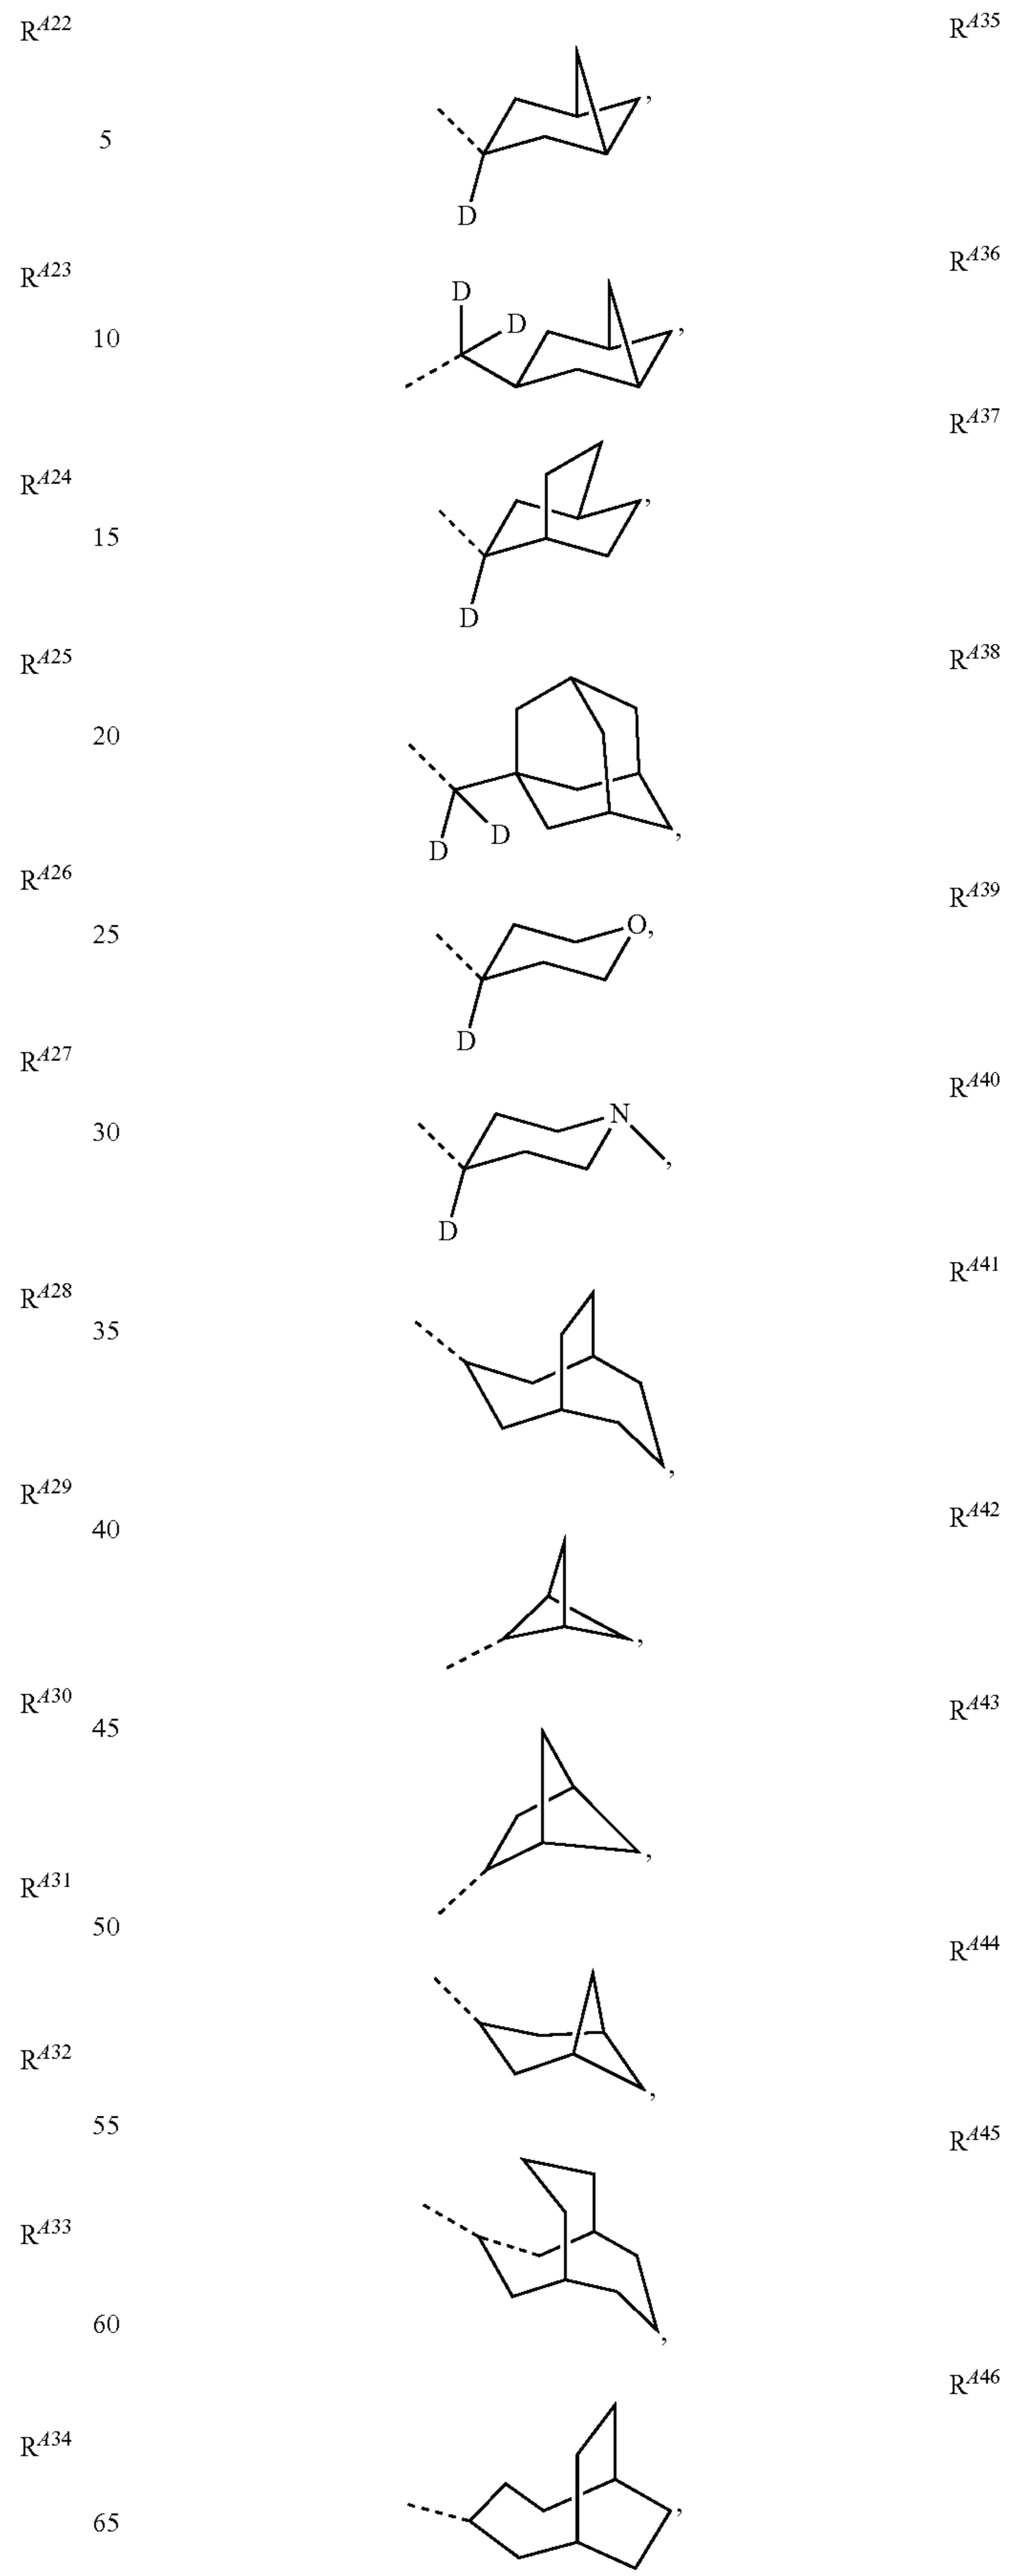 R^A22 R^A35
,
5
D
R^A36
R^A23
D
D
10 ,
R^A37
R^A24
,
15
D
R^A25 R^A38
20
D
D ,
R^A26
R^A39
25 O,
D
R^A27
R^A40
30 N
,
D
R^A41
R^A28
35
,
R^A29
R^A42
40
,
R^A30
R^A43
45
,
R^A31
50
R^A44
R^A32
,
55
R^A45
R^A33
60
,
R^A46
R^A34
65 ,